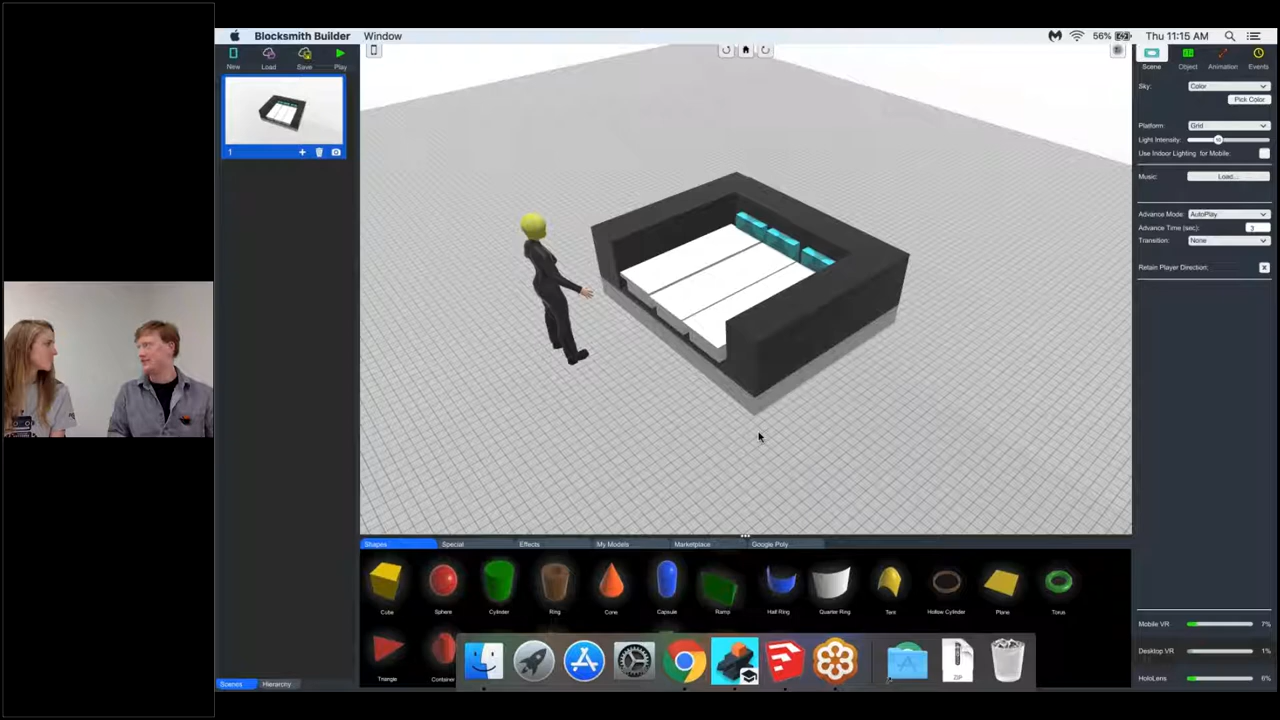 Blocksmith Builder Window
56% Thu 11:15 AM
New Load Save Play
1
Scene Object Animation Events
Sky: Color
Pick Color
Platform: Grid
Light Intensity:
Use Indoor Lighting for Mobile:
Music: Load...
Advance Mode: AutoPlay
Advance Time (sec): 3
Transition: None
Retain Player Direction: x
Shapes Special Effects My Models Marketplace Google Poly
Cube Sphere Cylinder Ring Cone Capsule Ramp Half Ring Quarter Ring Tent Hollow Cylinder Plane Torus
Triangle Container
ZIP
Mobile VR 7%
Desktop VR 1%
HoloLens 6%
Scenes Hierarchy